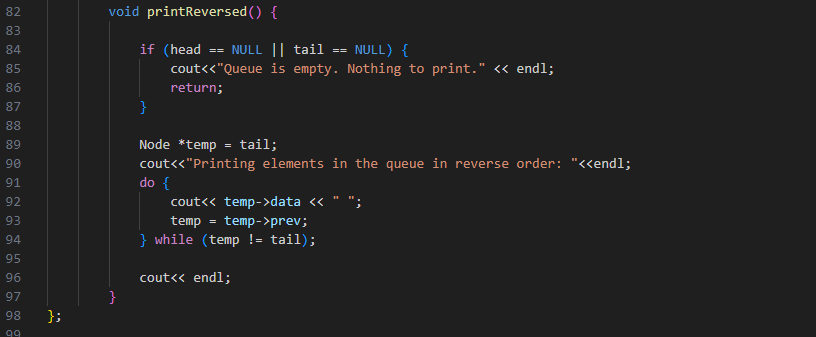 82 void printReversed() {
83
84 if (head == NULL || tail == NULL) {
85 cout<<"Queue is empty. Nothing to print." << endl;
86 return;
87 }
88
89 Node *temp = tail;
90 cout<<"Printing elements in the queue in reverse order: "<<endl;
91 do {
92 cout<< temp->data << " ";
93 temp = temp->prev;
94 } while (temp != tail);
95
96 cout<< endl;
97 }
98 };
99